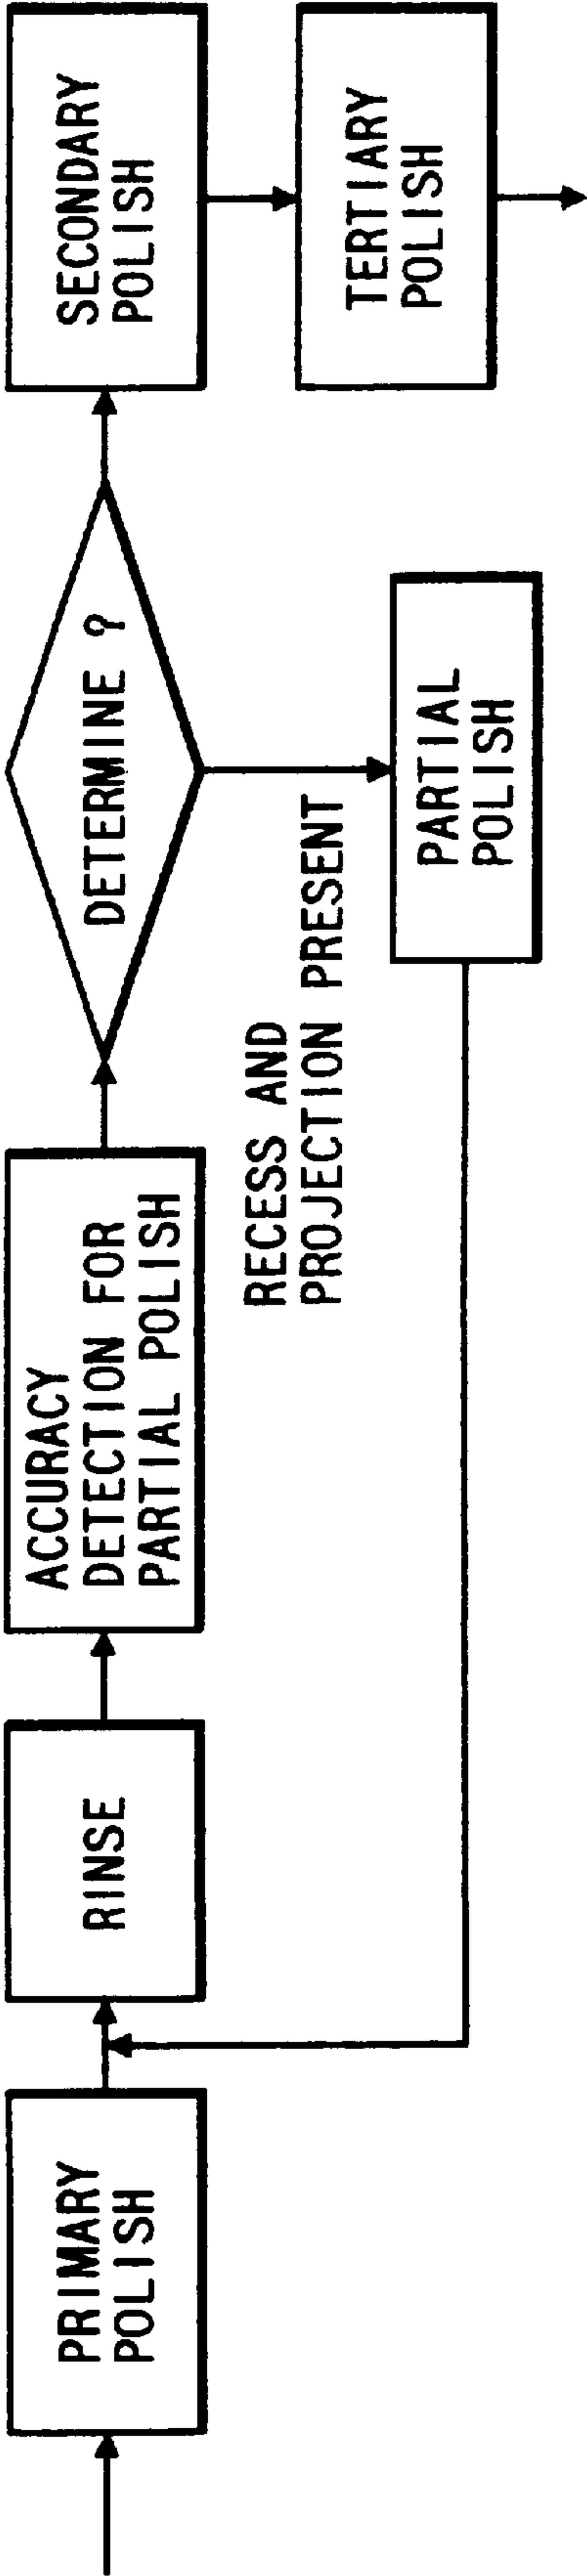 PRIMARY
POLISH
RINSE
ACCURACY
DETECTION FOR
PARTIAL POLISH
DETERMINE ?
RECESS AND
PROJECTION PRESENT
PARTIAL
POLISH
SECONDARY
POLISH
TERTIARY
POLISH